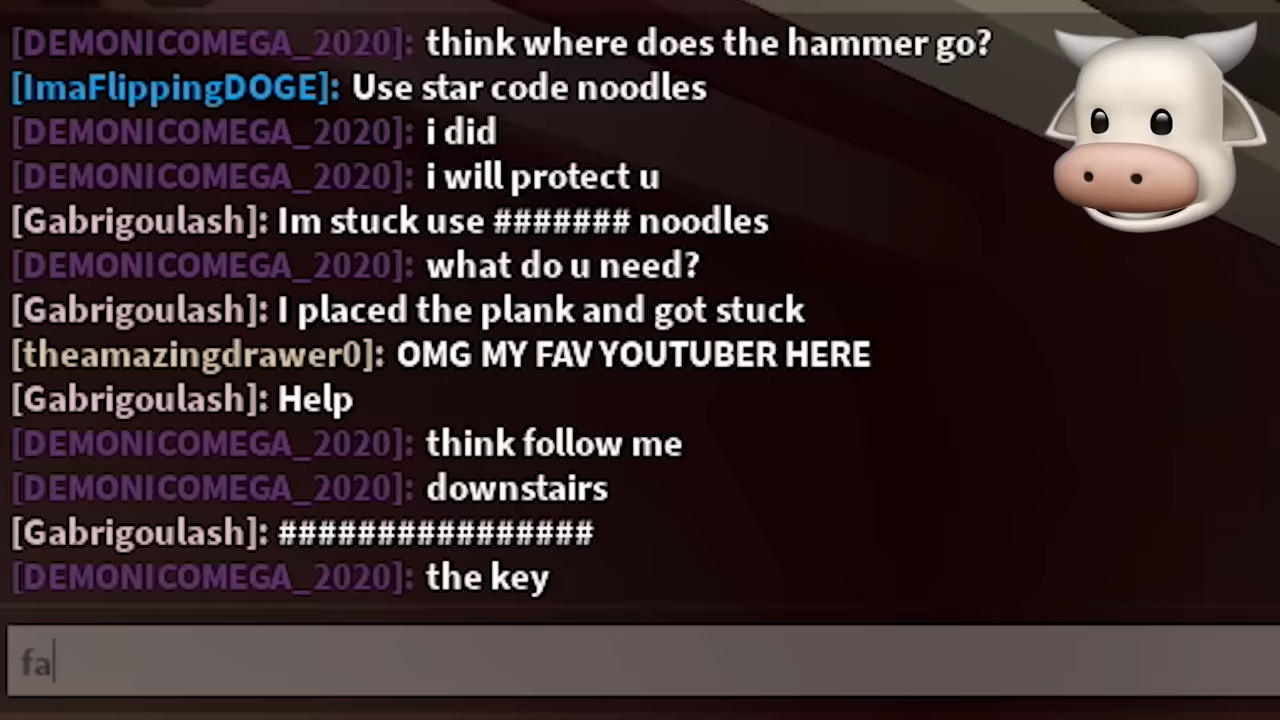 [DEMONICOMEGA_2020]: think where does the hammer go?
[ImaFlippingDOGE]: Use star code noodles
[DEMONICOMEGA_2020]: i did
[DEMONICOMEGA_2020]: i will protect u
[Gabrigoulash]: Im stuck use ####### noodles
[DEMONICOMEGA_2020]: what do u need?
[Gabrigoulash]: I placed the plank and got stuck
[theamazingdrawer0]: OMG MY FAV YOUTUBER HERE
[Gabrigoulash]: Help
[DEMONICOMEGA_2020]: think follow me
[DEMONICOMEGA_2020]: downstairs
[Gabrigoulash]: ################
[DEMONICOMEGA_2020]: the key
fa